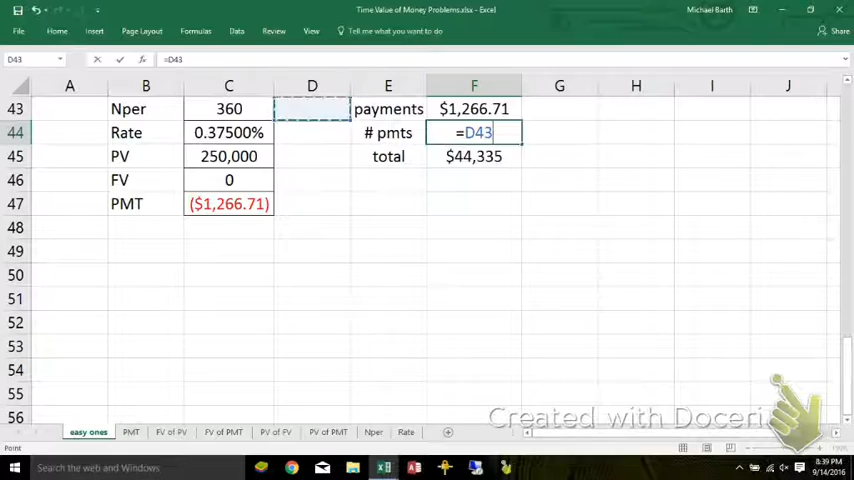 Time Value of Money Problems.xlsx - Excel
Michael Barth
File Home Insert Page Layout Formulas Data Review View Tell me what you want to do Share
D43 fx =D43
A B C D E F G H I J
43 Nper 360 payments $1,266.71
44 Rate 0.37500% # pmts =D43
45 PV 250,000 total $44,335
46 FV 0
47 PMT ($1,266.71)
48
49
50
51
52
53
54
55
56
Created with Doceri
easy ones PMT FV of PV FV of PMT PV of FV PV of PMT Nper Rate
Point
Search the web and Windows
8:39 PM
9/14/2016